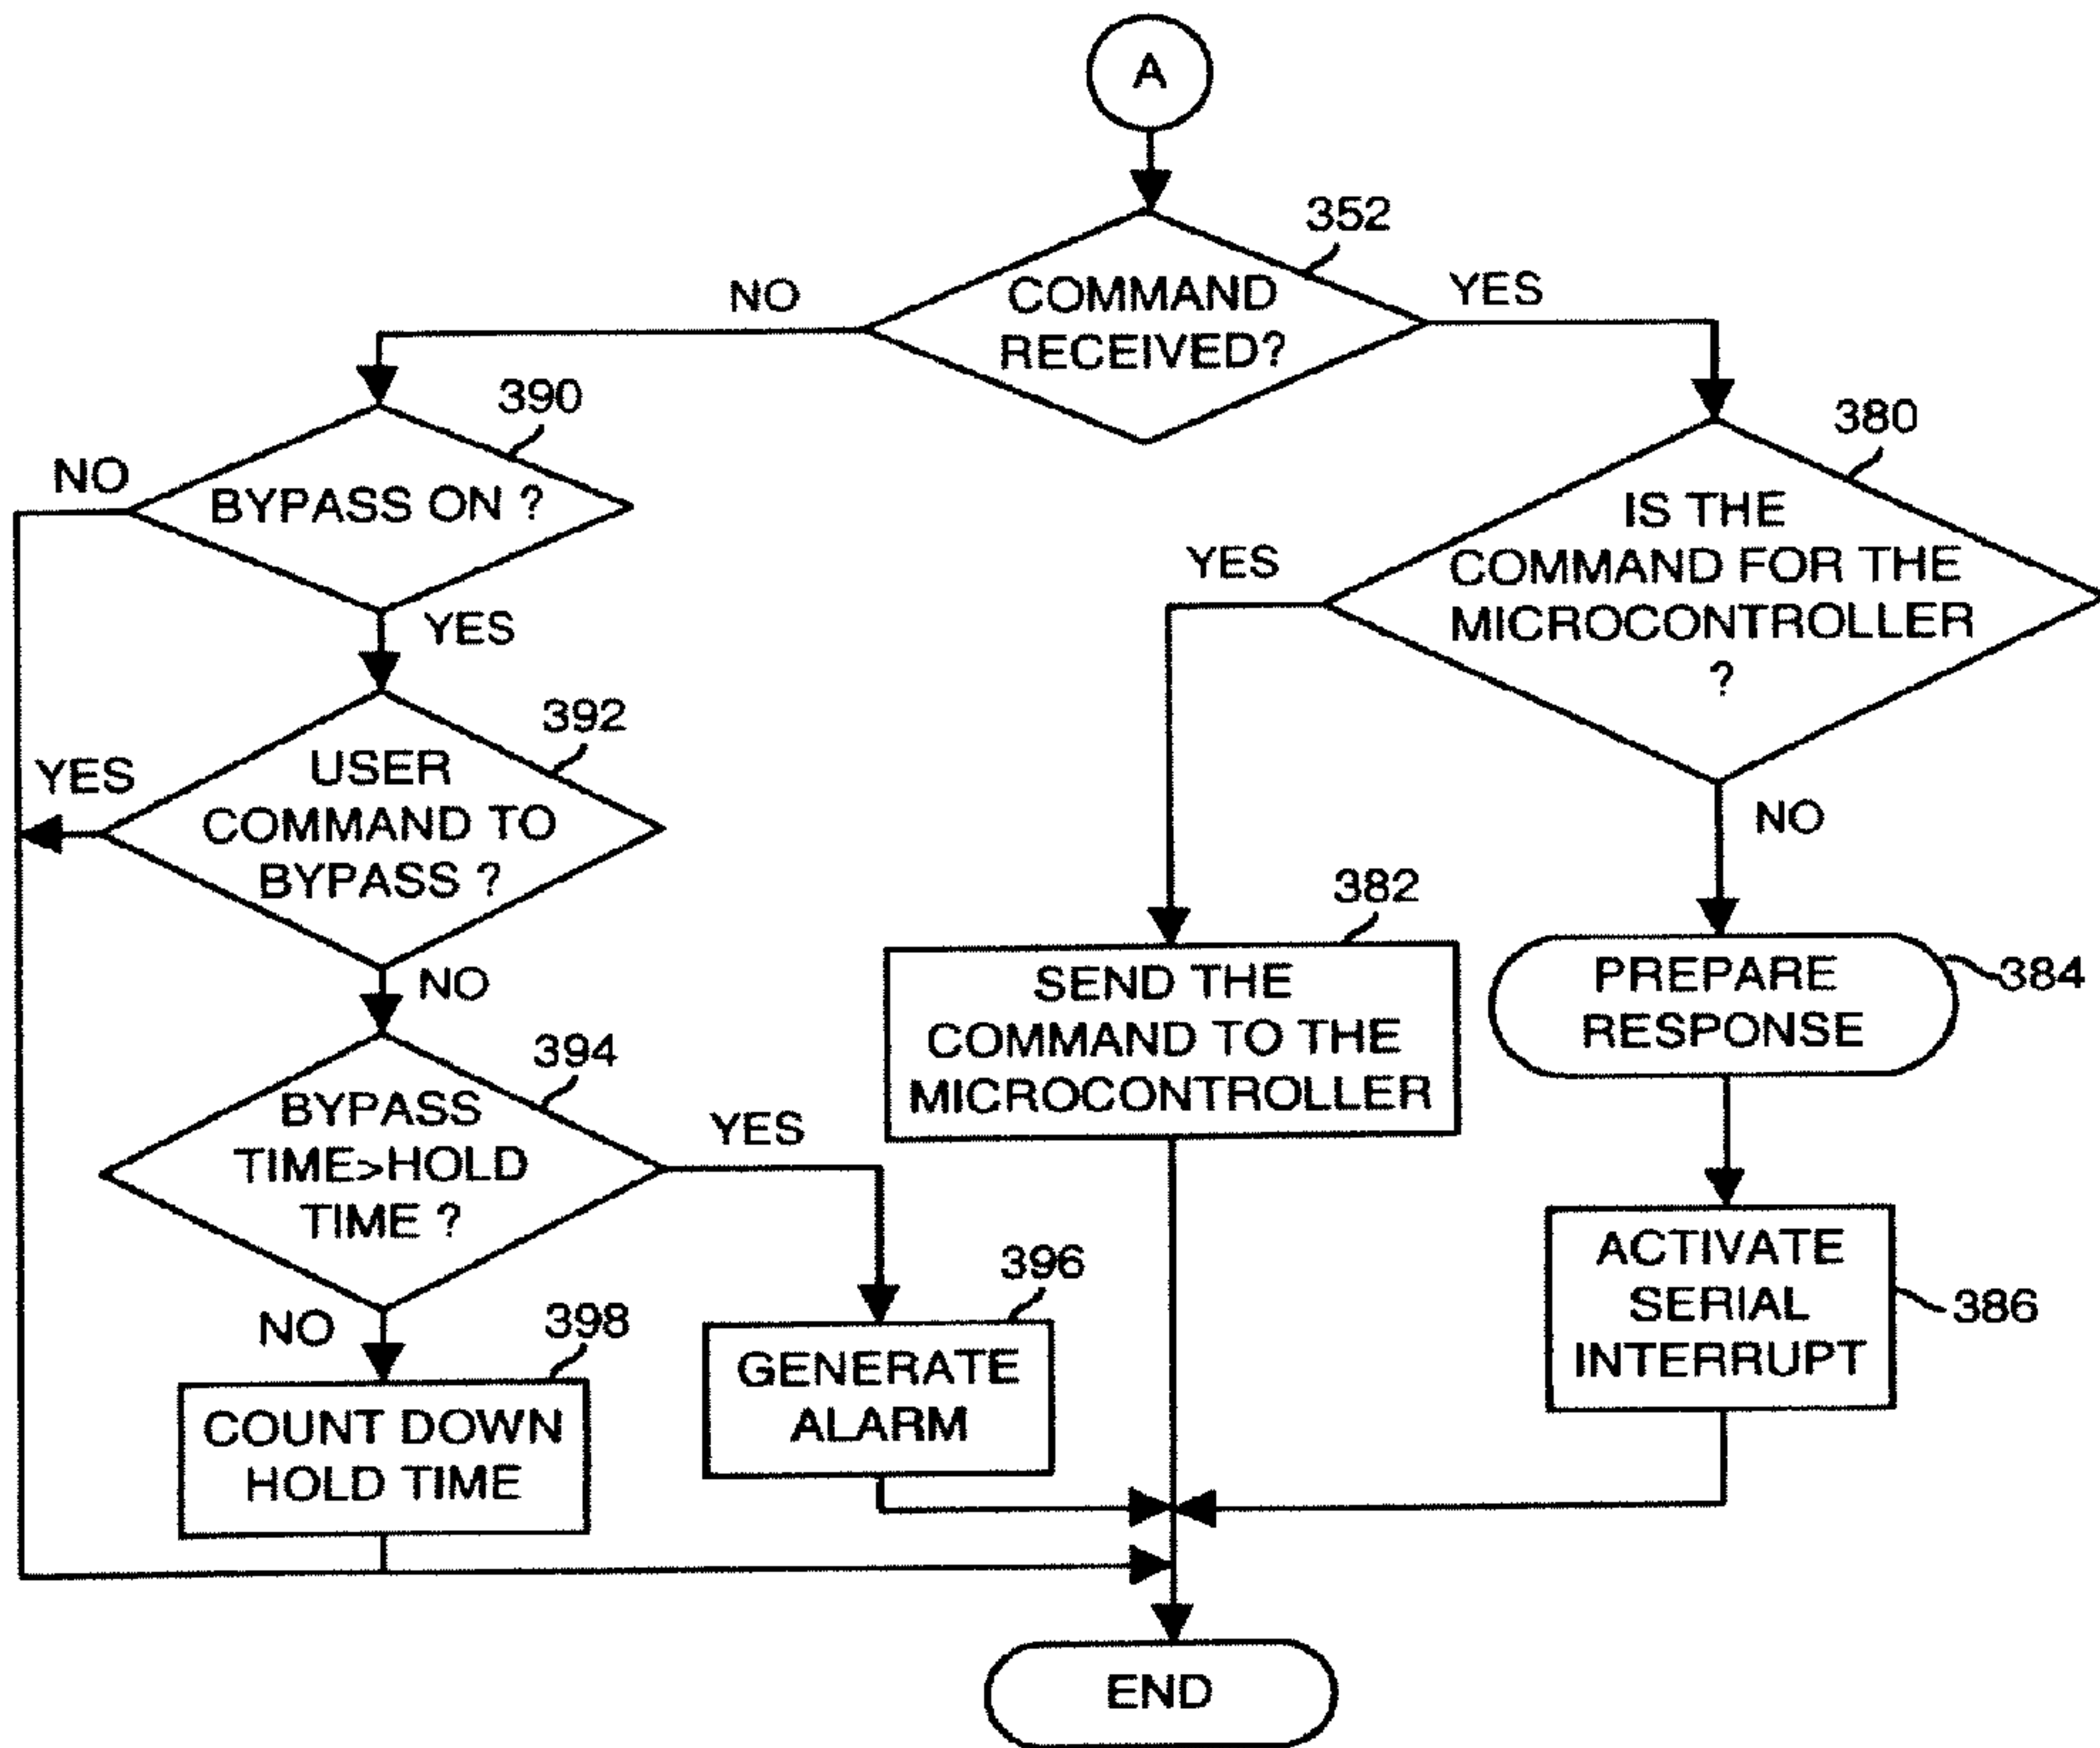 A
352
COMMAND
RECEIVED?
NO
YES
390
BYPASS ON ?
NO
YES
380
IS THE
COMMAND FOR THE
MICROCONTROLLER
?
YES
NO
392
USER
COMMAND TO
BYPASS ?
YES
NO
382
SEND THE
COMMAND TO THE
MICROCONTROLLER
384
PREPARE
RESPONSE
394
BYPASS
TIME>HOLD
TIME ?
YES
NO
386
ACTIVATE
SERIAL
INTERRUPT
396
GENERATE
ALARM
398
COUNT DOWN
HOLD TIME
END